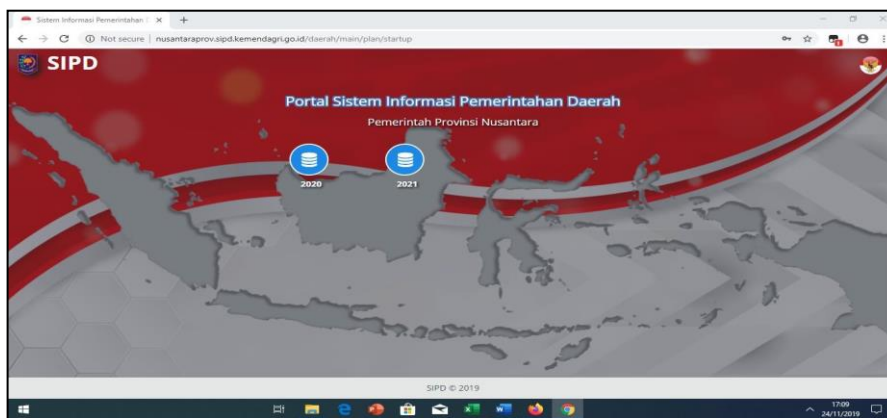 Sistem Informasi Pemerintahan
Not secure | nusantaraprov.sipd.kemendagri.go.id/daerah/main/plan/startup
SIPD
Portal Sistem Informasi Pemerintahan Daerah
Pemerintah Provinsi Nusantara
2020
2021
SIPD © 2019
17:09
24/11/2019